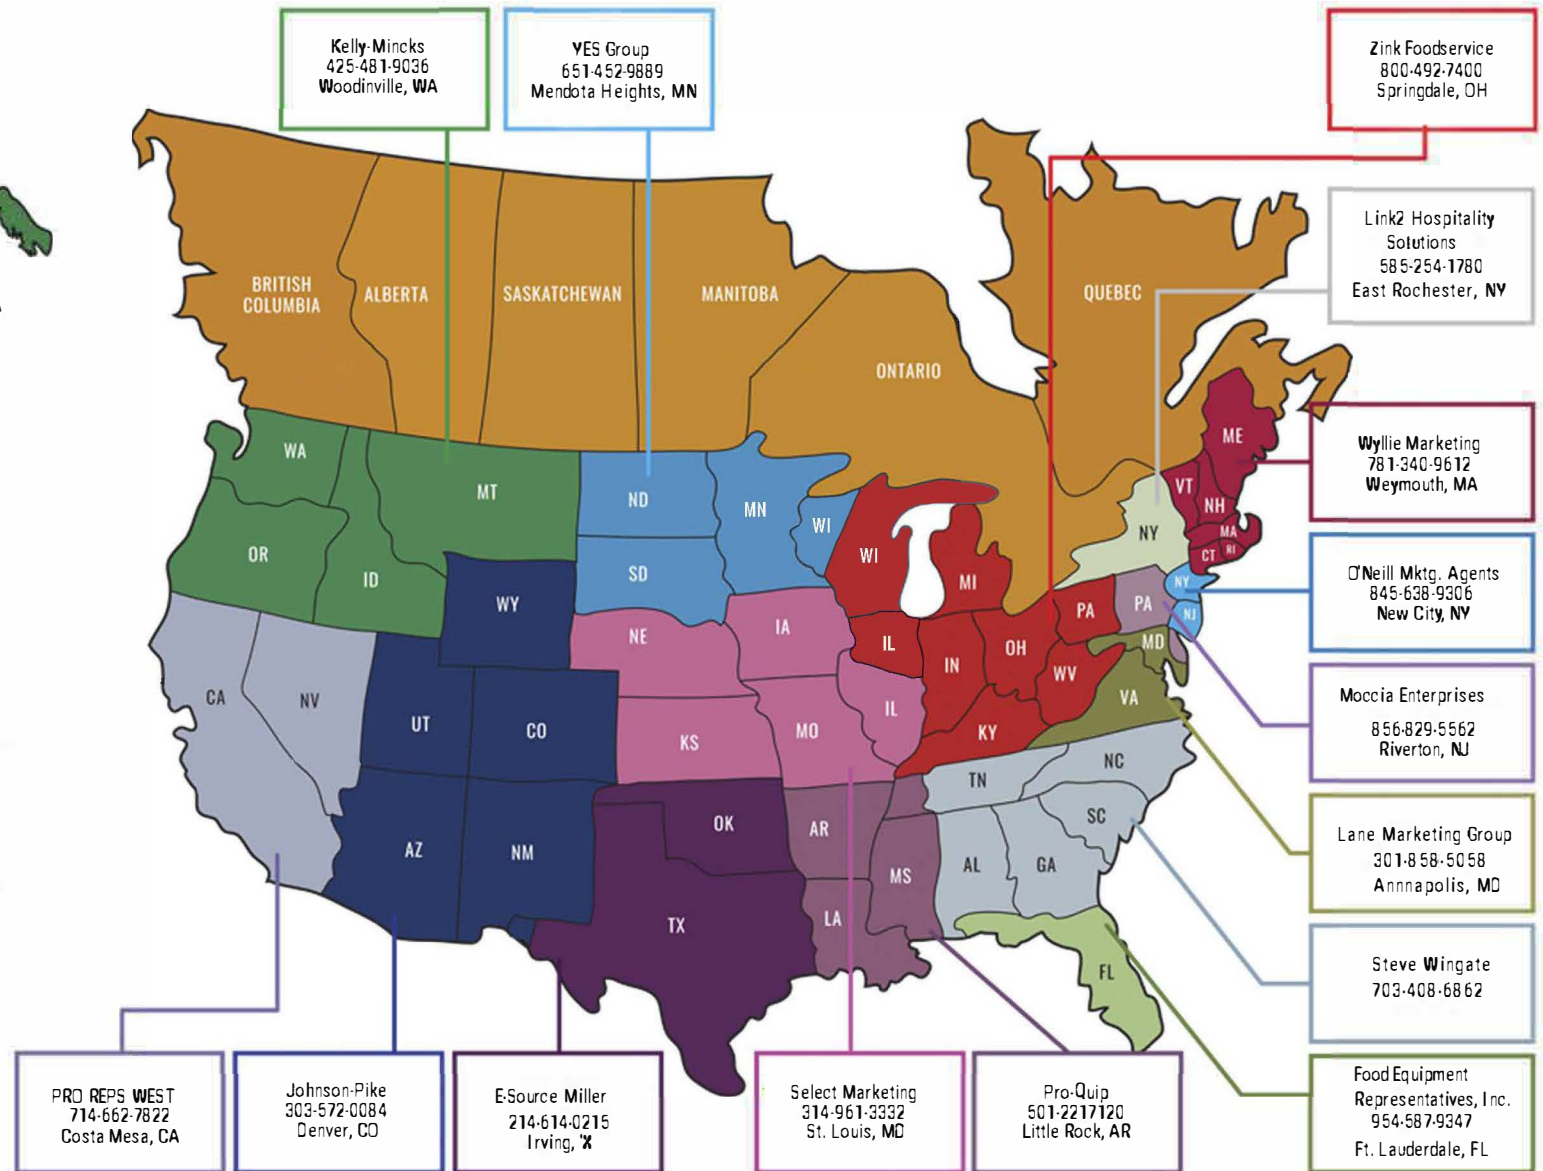 Kelly-Mincks
425-481-9036
Woodinville, WA
YES Group
651-452-9889
Mendota Heights, MN
Zink Foodservice
800-492-7400
Springdale, OH
Link2 Hospitality
Solutions
585-254-1780
East Rochester, NY
BRITISH
COLUMBIA
ALBERTA
SASKATCHEWAN
MANITOBA
ONTARIO
QUEBEC
Wyllie Marketing
781-340-9612
Weymouth, MA
ME
VT
NH
MA
CT
RI
WA
MT
ND
MN
WI
WI
MI
NY
OR
ID
SD
WY
O'Neill Mktg. Agents
845-638-9306
New City, NY
NY
NJ
PA
PA
NE
IA
IL
IN
OH
WV
MD
VA
CA
NV
UT
CO
KS
MO
IL
KY
Moccia Enterprises
856-829-5562
Riverton, NJ
TN
NC
SC
AZ
NM
OK
AR
MS
AL
GA
TX
LA
FL
Lane Marketing Group
301-858-5058
Annnapolis, MD
Steve Wingate
703-408-6862
PRO REPS WEST
714-662-7822
Costa Mesa, CA
Johnson-Pike
303-572-0084
Denver, CO
E-Source Miller
214-614-0215
Irving, 'X
Select Marketing
314-961-3332
St. Louis, MD
Pro-Quip
501-2217120
Little Rock, AR
Food Equipment
Representatives, Inc.
954-587-9347
Ft. Lauderdale, FL